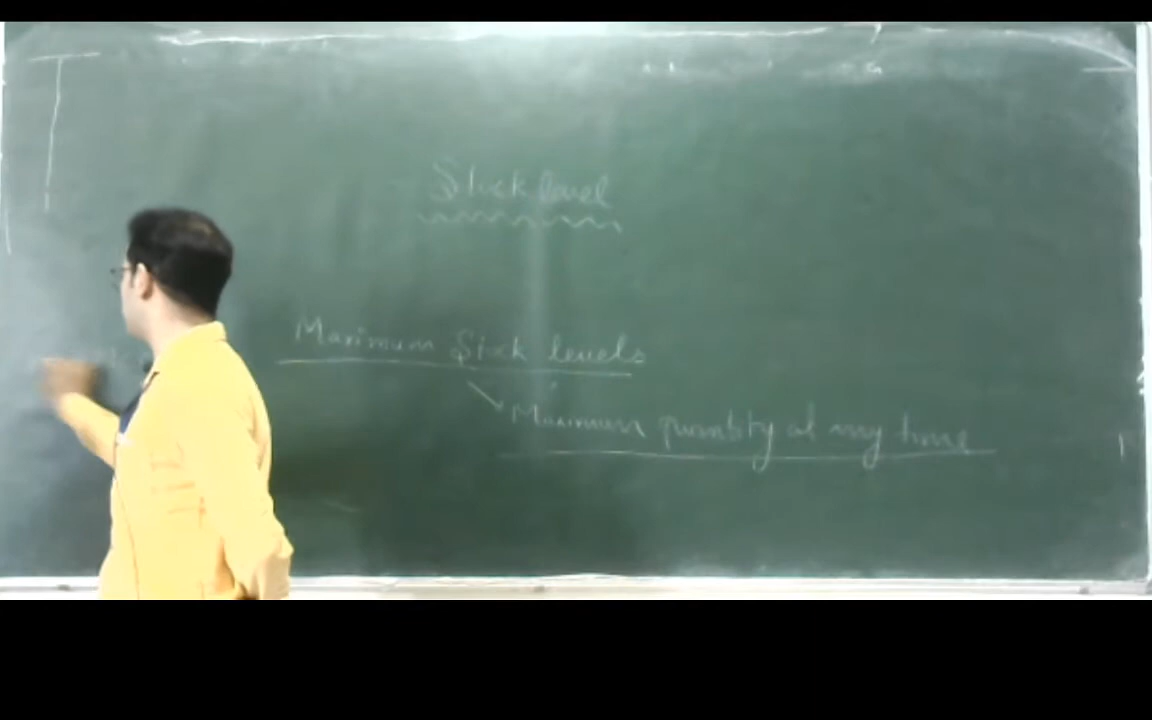 Stock level
Maximum Stock levels
Maximum quantity at any time